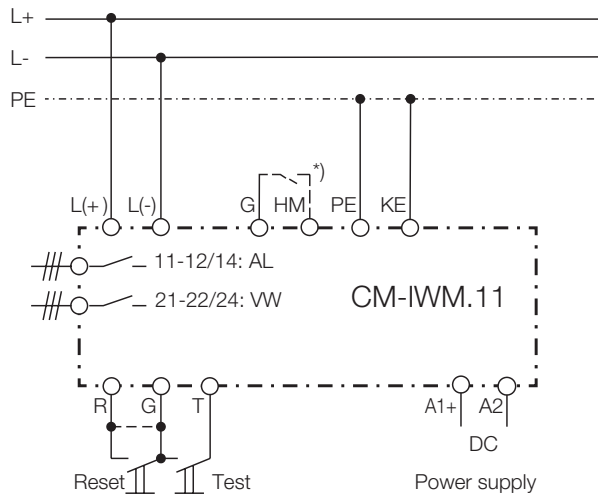 L+
L-
PE
*)
L(+) L(-) G HM PE KE
11-12/14: AL
21-22/24: VW
CM-IWM.11
R G T A1+ A2
DC
Reset Test Power supply